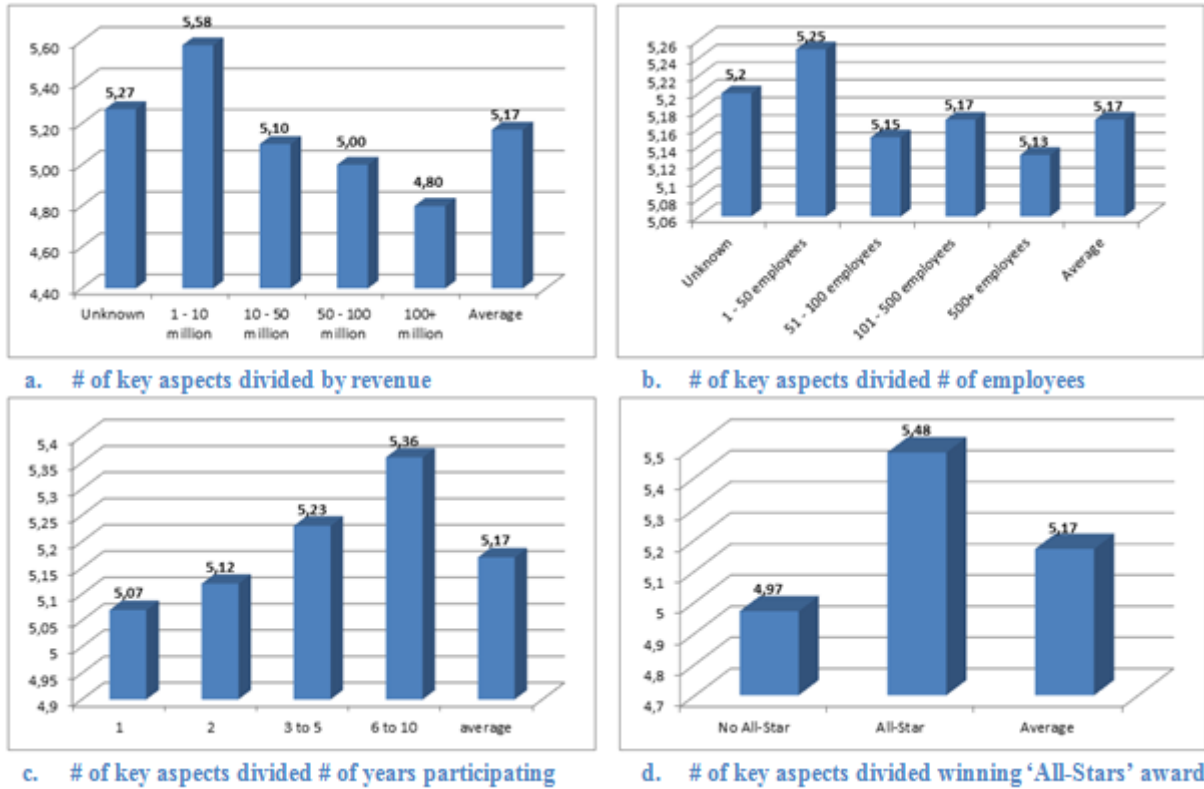 5,60
5,40
5,20
5,00
4,80
4,60
4,40
5,27
5,58
5,10
5,00
4,80
5,17
Unknown
1 - 10 million
10 - 50 million
50 - 100 million
100+ million
Average
a. # of key aspects divided by revenue
5,26
5,24
5,22
5,2
5,18
5,16
5,14
5,12
5,1
5,08
5,06
5,2
5,25
5,15
5,17
5,13
5,17
Unknown
1 - 50 employees
51 - 100 employees
101 - 500 employees
500+ employees
Average
b. # of key aspects divided # of employees
5,4
5,35
5,3
5,25
5,2
5,15
5,1
5,05
5
4,95
4,9
5,07
5,12
5,23
5,36
5,17
1
2
3 to 5
6 to 10
average
c. # of key aspects divided # of years participating
5,5
5,4
5,3
5,2
5,1
5
4,9
4,8
4,7
4,97
5,48
5,17
No All-Star
All-Star
Average
d. # of key aspects divided winning ‘All-Stars’ award